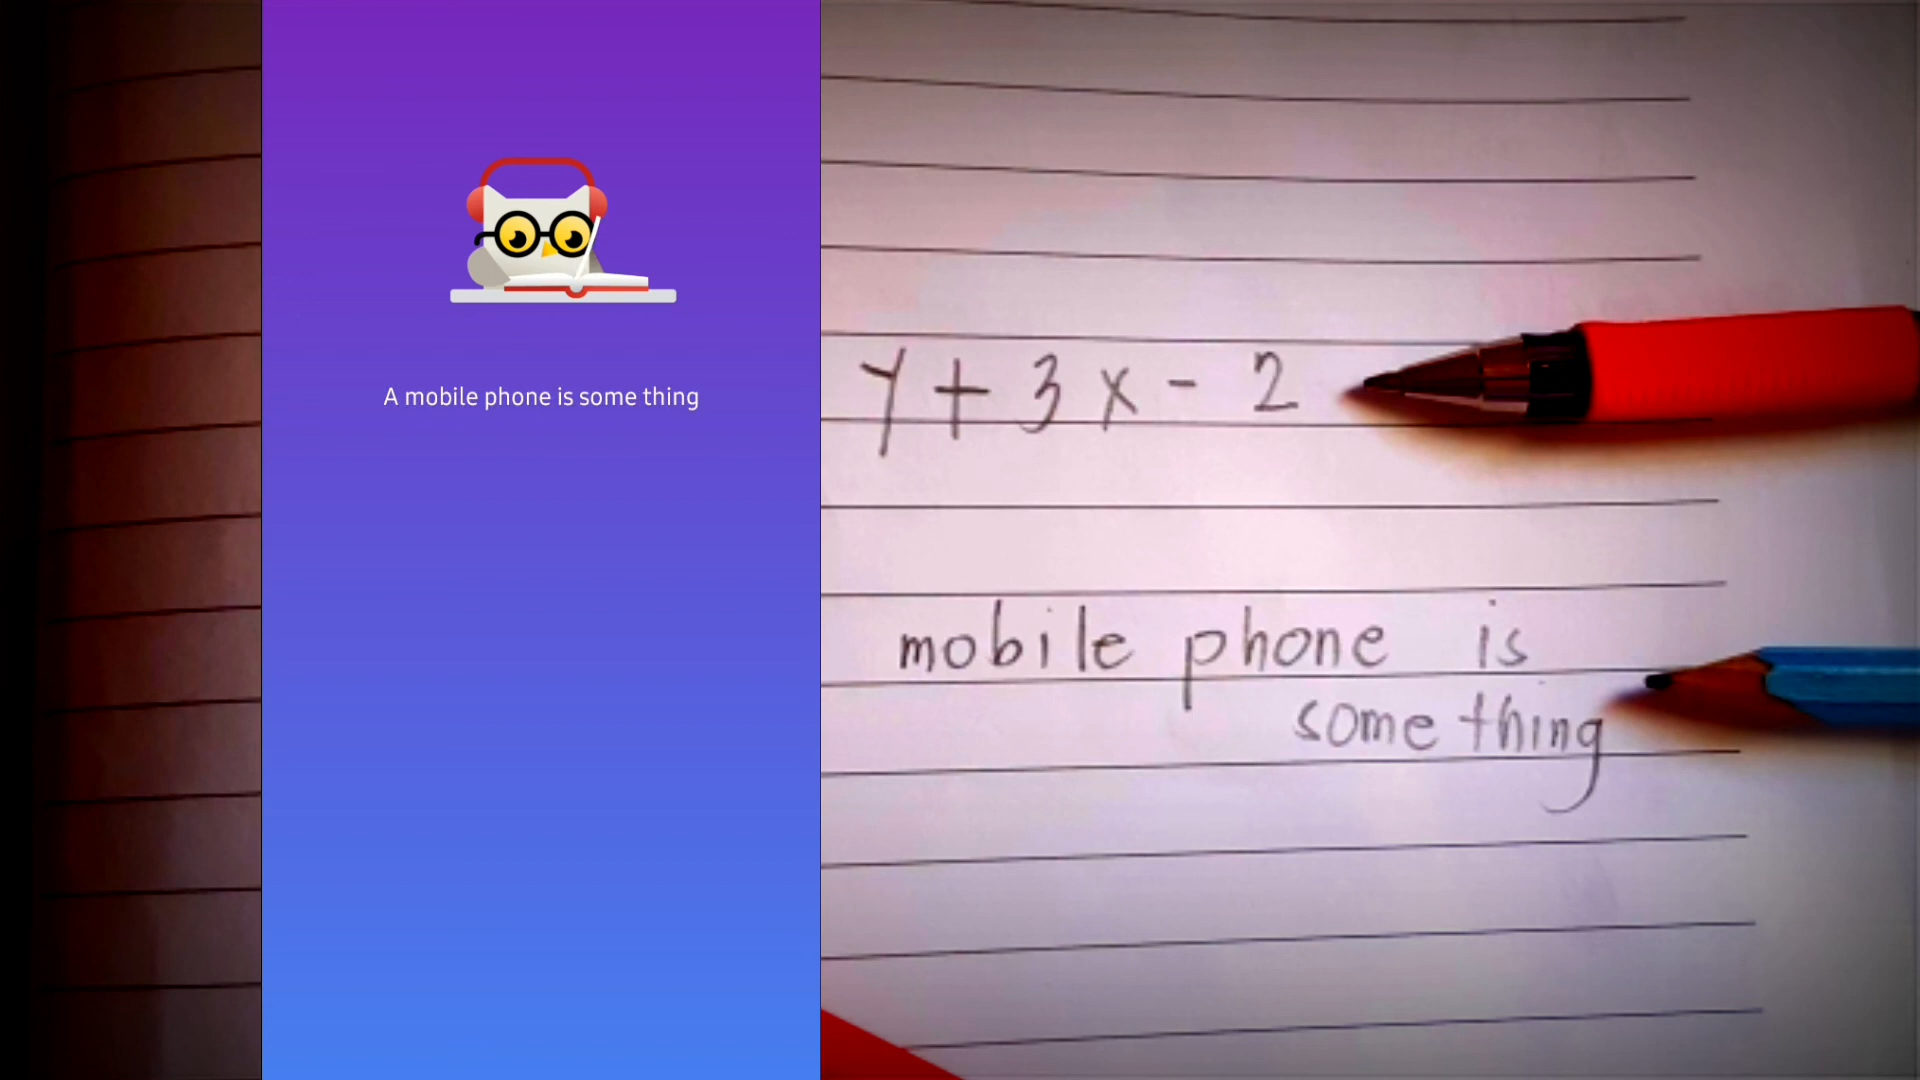 A mobile phone is some thing
y + 3x - 2
mobile phone is
some thing